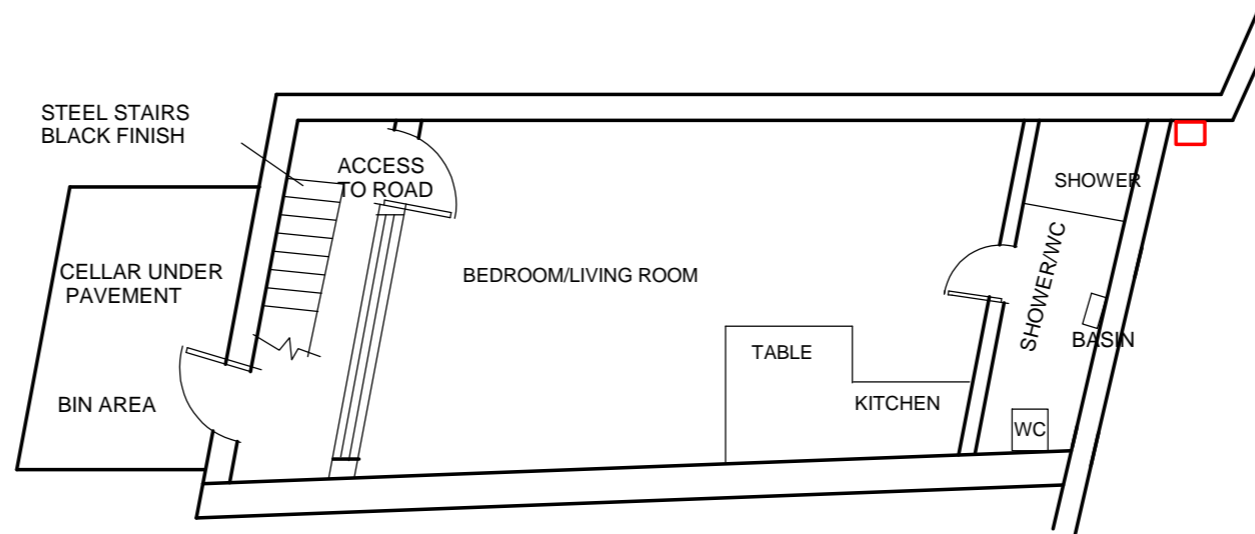 STEEL STAIRS
BLACK FINISH
ACCESS
TO ROAD
SHOWER
CELLAR UNDER
PAVEMENT
BEDROOM/LIVING ROOM
SHOWER/WC
BASIN
TABLE
BIN AREA
KITCHEN
WC